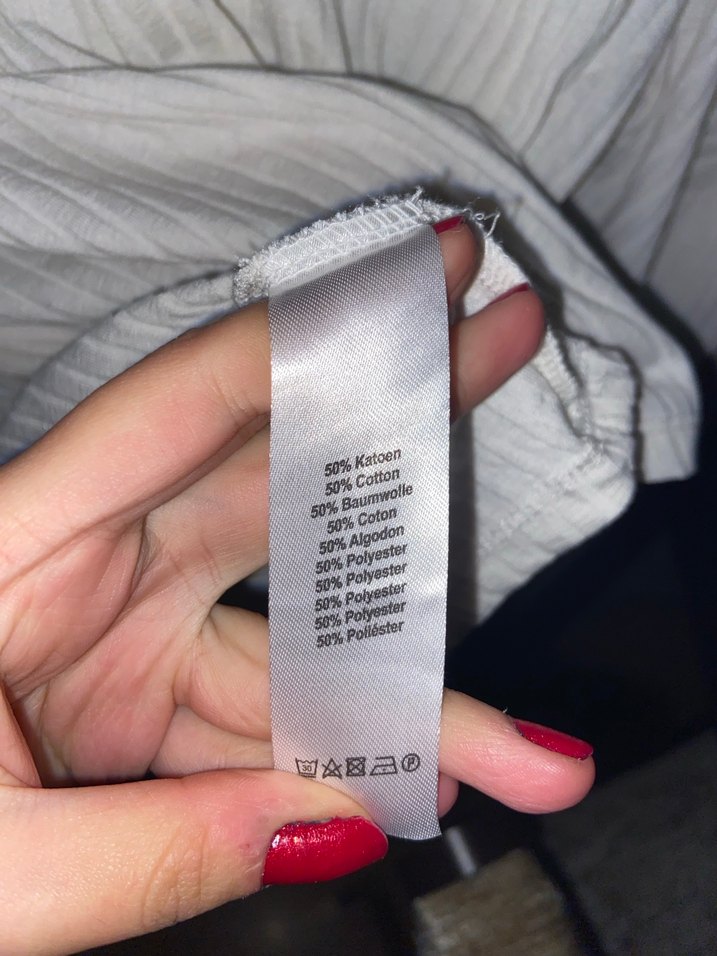 50% Katoen
50% Cotton
50% Baumwolle
50% Coton
50% Algodon
50% Polyester
50% Polyester
50% Polyester
50% Polyester
50% Poliéster
30 P